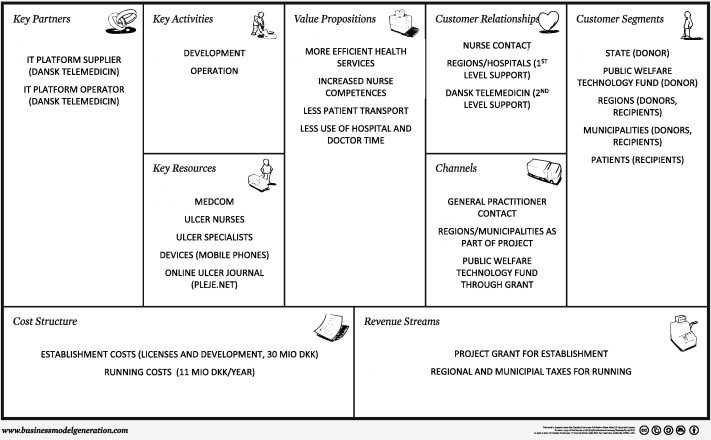 Key Partners
IT PLATFORM SUPPLIER
(DANSK TELEMEDICIN)
IT PLATFORM OPERATOR
(DANSK TELEMEDICIN)
Key Activities
DEVELOPMENT
OPERATION
Key Resources
MEDCOM
ULCER NURSES
ULCER SPECIALISTS
DEVICES (MOBILE PHONES)
ONLINE ULCER JOURNAL
(PLEJE.NET)
Value Propositions
MORE EFFICIENT HEALTH
SERVICES
INCREASED NURSE
COMPETENCES
LESS PATIENT TRANSPORT
LESS USE OF HOSPITAL AND
DOCTOR TIME
Customer Relationships
NURSE CONTACT
REGIONS/HOSPITALS (1ST
LEVEL SUPPORT)
DANSK TELEMEDICIN (2ND
LEVEL SUPPORT)
Channels
GENERAL PRACTITIONER
CONTACT
REGIONS/MUNICIPALITIES AS
PART OF PROJECT
PUBLIC WELFARE
TECHNOLOGY FUND
THROUGH GRANT
Customer Segments
STATE (DONOR)
PUBLIC WELFARE
TECHNOLOGY FUND (DONOR)
REGIONS (DONORS,
RECIPIENTS)
MUNICIPALITIES (DONORS,
RECIPIENTS)
PATIENTS (RECIPIENTS)
Cost Structure
ESTABLISHMENT COSTS (LICENSES AND DEVELOPMENT, 30 MIO DKK)
RUNNING COSTS (11 MIO DKK/YEAR)
Revenue Streams
PROJECT GRANT FOR ESTABLISHMENT
REGIONAL AND MUNICIPIAL TAXES FOR RUNNING
www.businessmodelgeneration.com